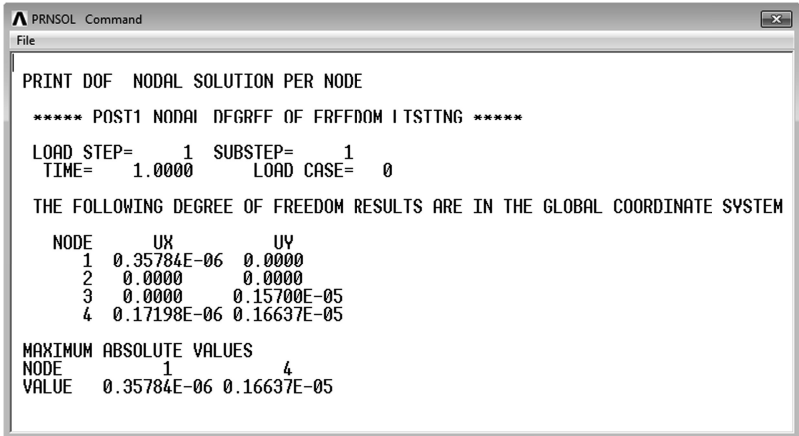 PRNSOL Command
File
PRINT DOF NODAL SOLUTION PER NODE
***** POST1 NODAL DEGREE OF FREEDOM LISTING *****
LOAD STEP= 1 SUBSTEP= 1
TIME= 1.0000 LOAD CASE= 0
THE FOLLOWING DEGREE OF FREEDOM RESULTS ARE IN THE GLOBAL COORDINATE SYSTEM
NODE UX UY
1 0.35784E-06 0.0000
2 0.0000 0.0000
3 0.0000 0.15700E-05
4 0.17198E-06 0.16637E-05
MAXIMUM ABSOLUTE VALUES
NODE 1 4
VALUE 0.35784E-06 0.16637E-05